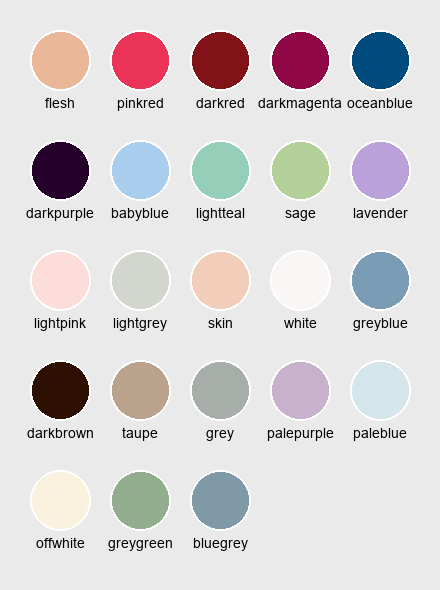 flesh pinkred darkred darkmagenta oceanblue
darkpurple babyblue lightteal sage lavender
lightpink lightgrey skin white greyblue
darkbrown taupe grey palepurple paleblue
offwhite greygreen bluegrey